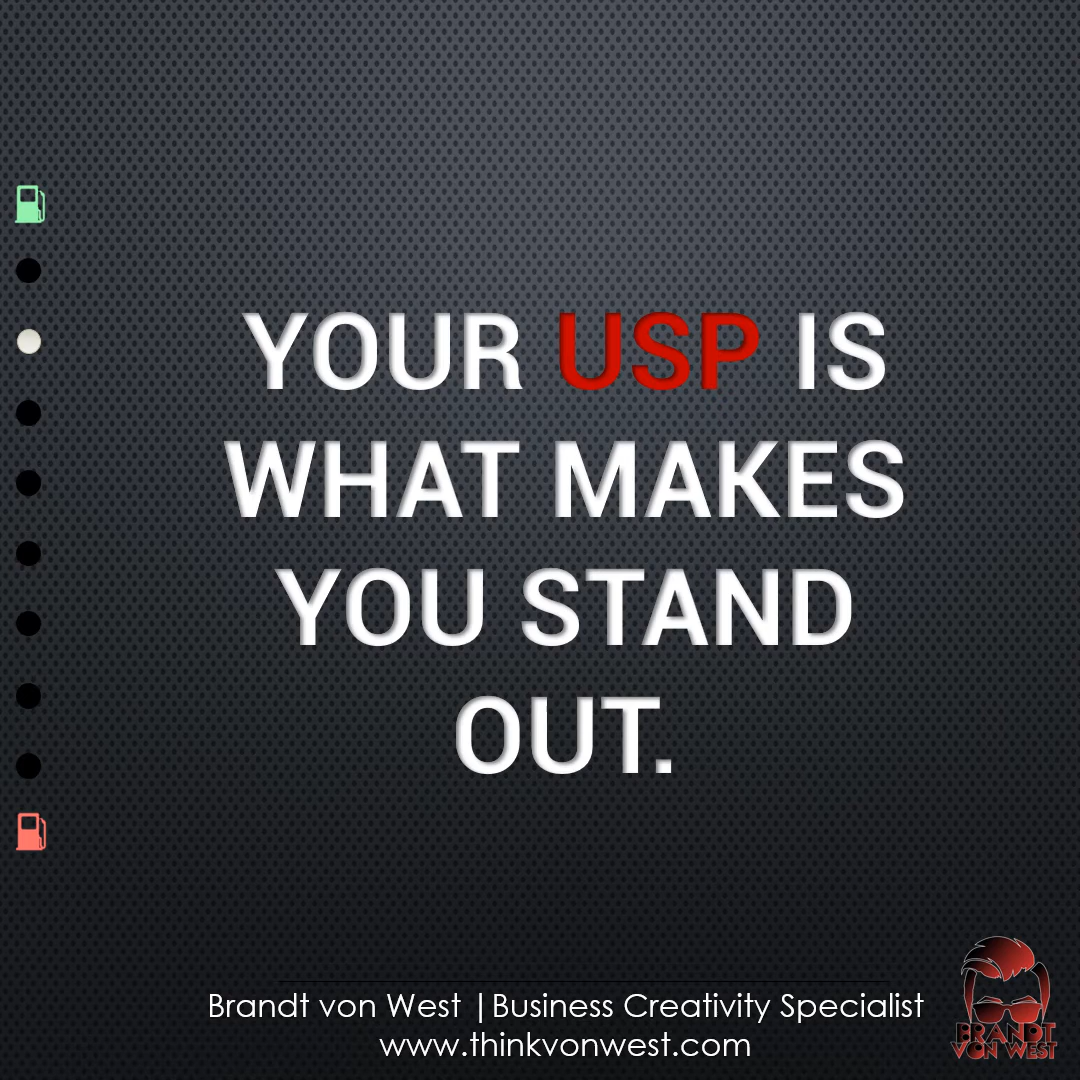 YOUR USP IS
WHAT MAKES
YOU STAND
OUT.
Brandt von West |Business Creativity Specialist
www.thinkvonwest.com
BRANDT
VON WEST